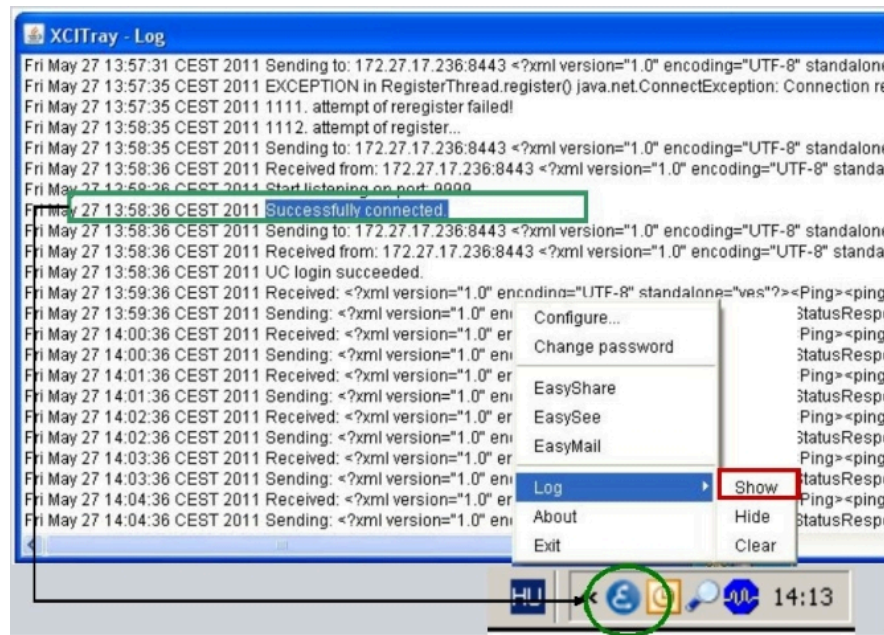 XCITray - Log
Fri May 27 13:57:31 CEST 2011 Sending to: 172.27.17.236:8443 <?xml version="1.0" encoding="UTF-8" standalone
Fri May 27 13:57:35 CEST 2011 EXCEPTION in RegisterThread.register() java.net.ConnectException: Connection re
Fri May 27 13:57:35 CEST 2011 1111. attempt of reregister failed!
Fri May 27 13:58:35 CEST 2011 1112. attempt of register...
Fri May 27 13:58:35 CEST 2011 Sending to: 172.27.17.236:8443 <?xml version="1.0" encoding="UTF-8" standalone
Fri May 27 13:58:36 CEST 2011 Received from: 172.27.17.236:8443 <?xml version="1.0" encoding="UTF-8" standa
Fri May 27 13:58:36 CEST 2011 Start listening on port: 9999
Fri May 27 13:58:36 CEST 2011 Successfully connected.
Fri May 27 13:58:36 CEST 2011 Sending to: 172.27.17.236:8443 <?xml version="1.0" encoding="UTF-8" standalone
Fri May 27 13:58:36 CEST 2011 Received from: 172.27.17.236:8443 <?xml version="1.0" encoding="UTF-8" standa
Fri May 27 13:58:36 CEST 2011 UC login succeeded.
Fri May 27 13:59:36 CEST 2011 Received: <?xml version="1.0" encoding="UTF-8" standalone="yes"?><Ping><ping
Fri May 27 13:59:36 CEST 2011 Sending: <?xml version="1.0" en StatusRespo
Fri May 27 14:00:36 CEST 2011 Received: <?xml version="1.0" er Ping><ping
Fri May 27 14:00:36 CEST 2011 Sending: <?xml version="1.0" en StatusRespo
Fri May 27 14:01:36 CEST 2011 Received: <?xml version="1.0" er Ping><ping
Fri May 27 14:01:36 CEST 2011 Sending: <?xml version="1.0" en StatusRespo
Fri May 27 14:02:36 CEST 2011 Received: <?xml version="1.0" er Ping><ping
Fri May 27 14:02:36 CEST 2011 Sending: <?xml version="1.0" en StatusRespo
Fri May 27 14:03:36 CEST 2011 Received: <?xml version="1.0" er Ping><ping
Fri May 27 14:03:36 CEST 2011 Sending: <?xml version="1.0" en StatusRespo
Fri May 27 14:04:36 CEST 2011 Received: <?xml version="1.0" er Ping><ping
Fri May 27 14:04:36 CEST 2011 Sending: <?xml version="1.0" en StatusRespo
Configure...
Change password
EasyShare
EasySee
EasyMail
Log
About
Exit
Show
Hide
Clear
HU 14:13